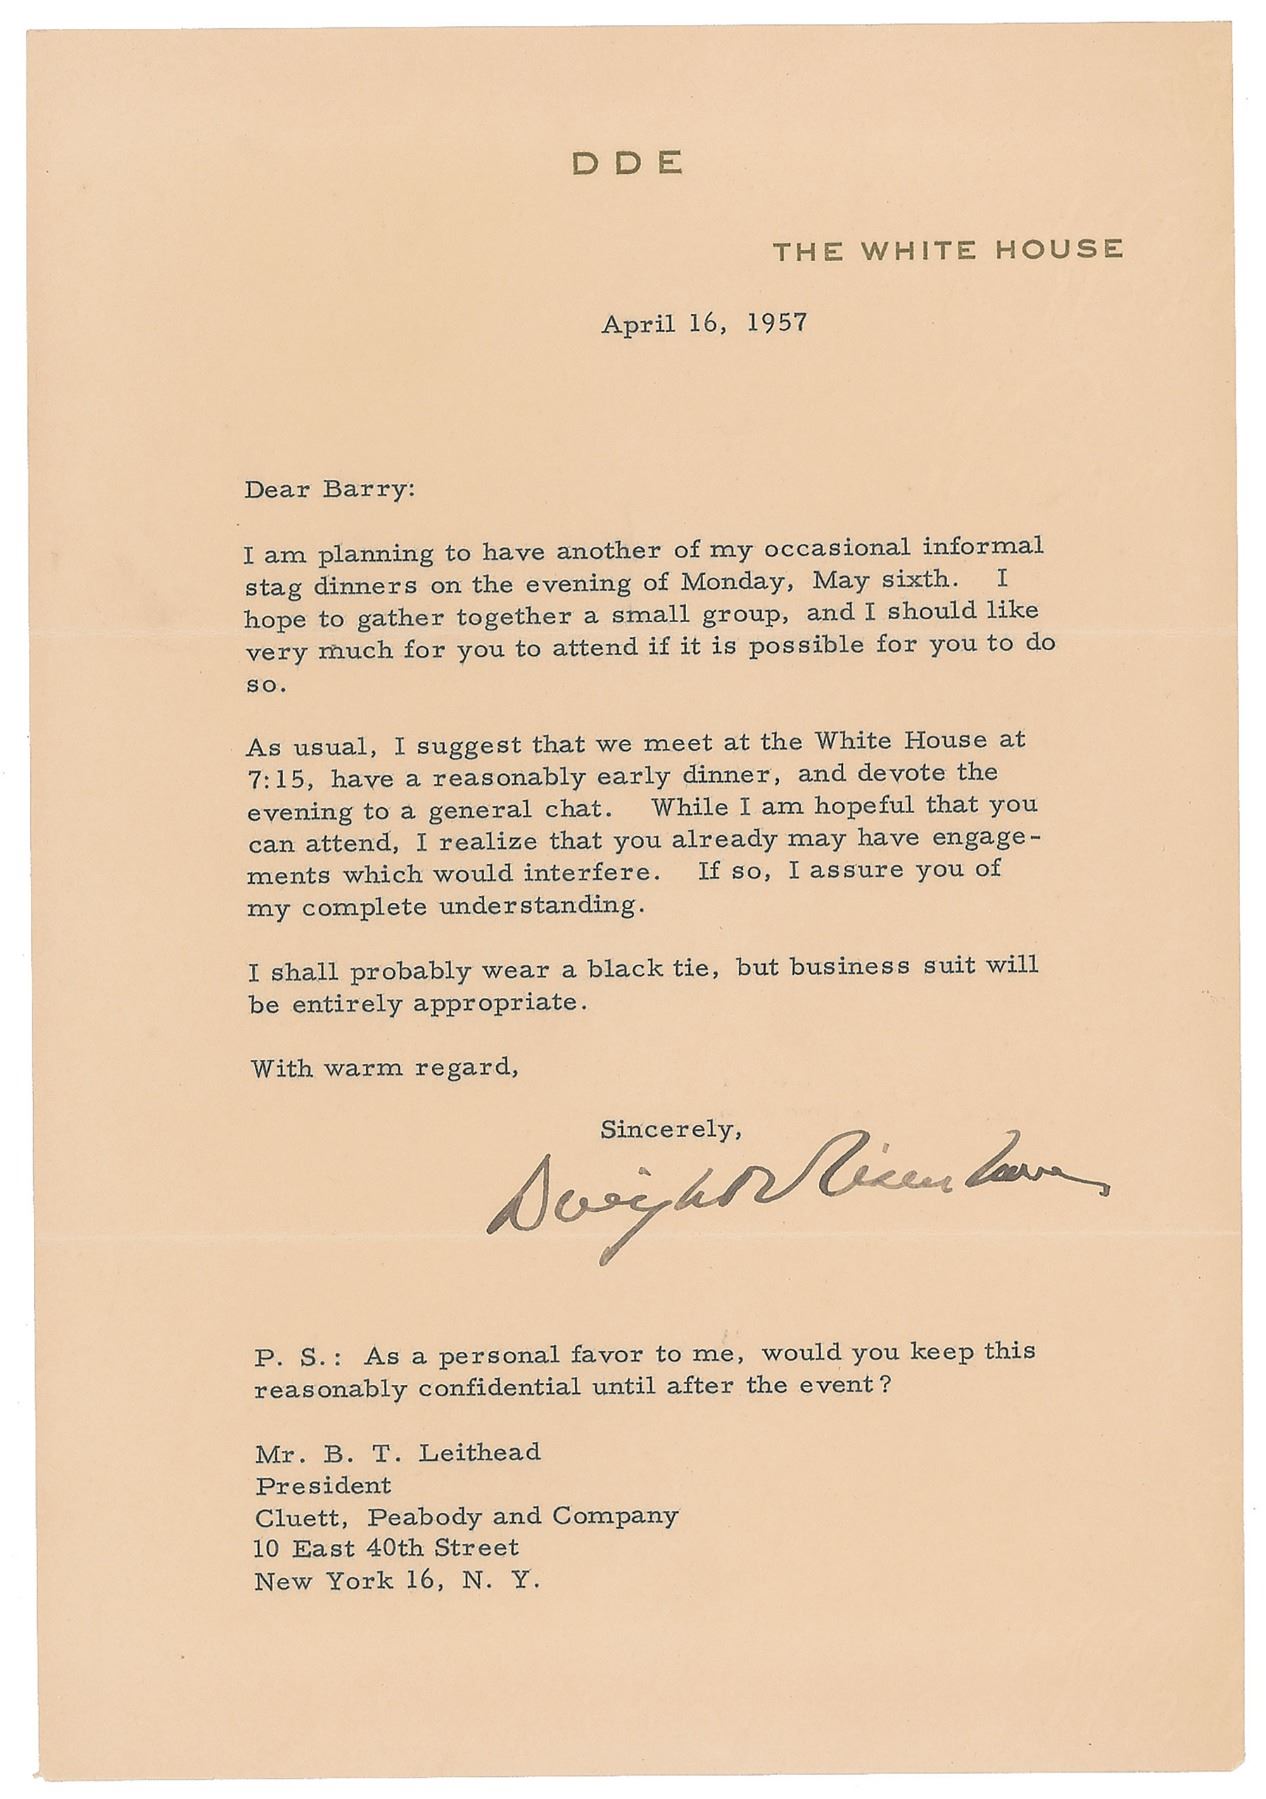 D D E
THE WHITE HOUSE
April 16, 1957
Dear Barry:
I am planning to have another of my occasional informal
stag dinners on the evening of Monday, May sixth. I
hope to gather together a small group, and I should like
very much for you to attend if it is possible for you to do
so.
As usual, I suggest that we meet at the White House at
7:15, have a reasonably early dinner, and devote the
evening to a general chat. While I am hopeful that you
can attend, I realize that you already may have engage-
ments which would interfere. If so, I assure you of
my complete understanding.
I shall probably wear a black tie, but business suit will
be entirely appropriate.
With warm regard,
Sincerely,
Dwight D Eisenhower
P. S.: As a personal favor to me, would you keep this
reasonably confidential until after the event?
Mr. B. T. Leithead
President
Cluett, Peabody and Company
10 East 40th Street
New York 16, N. Y.